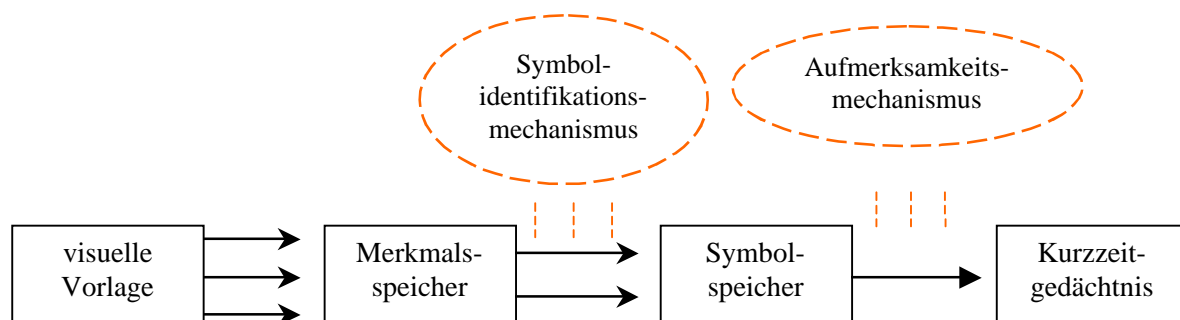 Symbol-
identifikations-
mechanismus
Aufmerksamkeits-
mechanismus
visuelle
Vorlage
Merkmals-
speicher
Symbol-
speicher
Kurzzeit-
gedächtnis